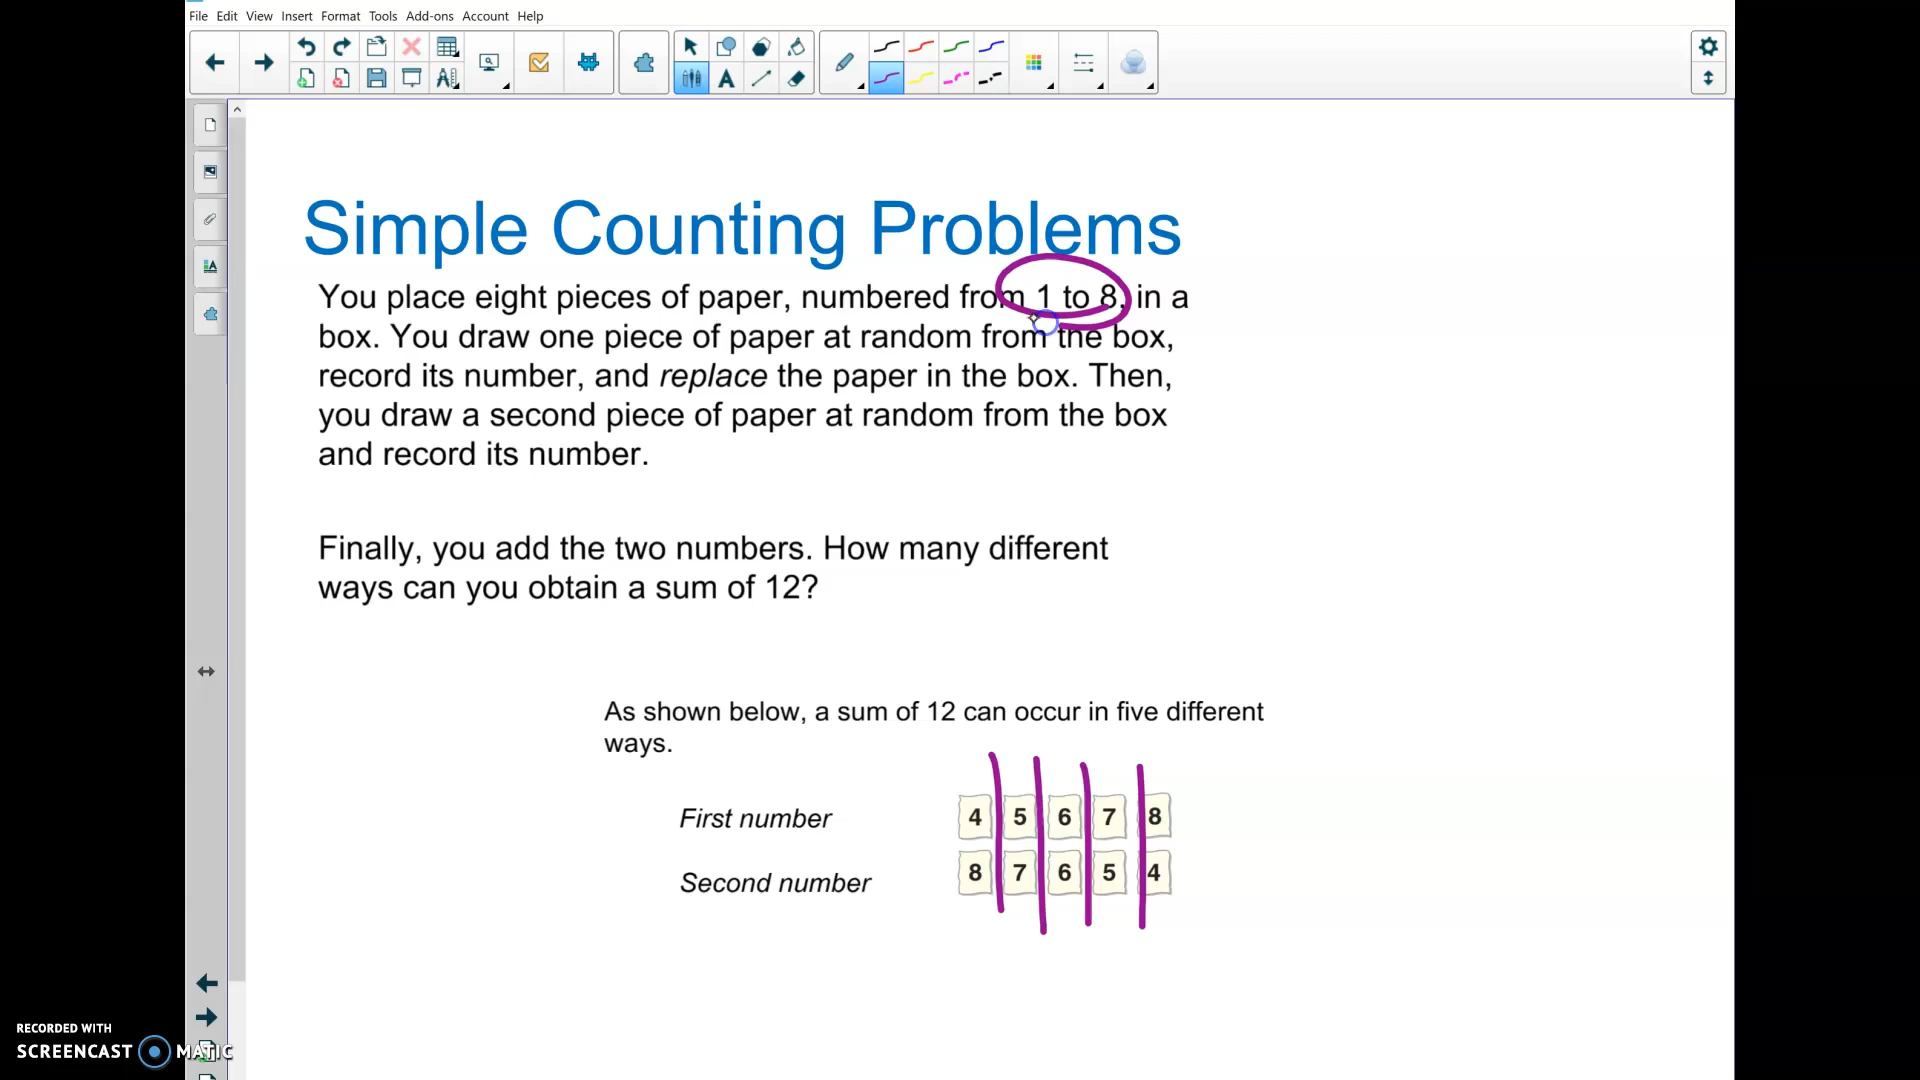 File Edit View Insert Format Tools Add-ons Account Help
Simple Counting Problems
You place eight pieces of paper, numbered from 1 to 8, in a
box. You draw one piece of paper at random from the box,
record its number, and replace the paper in the box. Then,
you draw a second piece of paper at random from the box
and record its number.
Finally, you add the two numbers. How many different
ways can you obtain a sum of 12?
As shown below, a sum of 12 can occur in five different
ways.
First number 4 5 6 7 8
Second number 8 7 6 5 4
RECORDED WITH
SCREENCAST MATIC